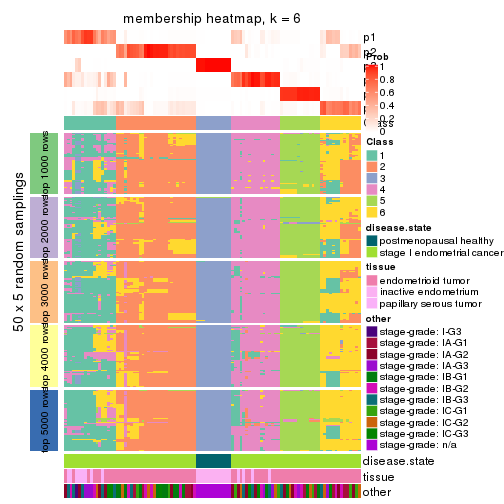 membership heatmap, k = 6
p1
p2
Prob
1
0.8
0.6
0.4
0.2
0
Class
1
2
3
4
5
6
disease.state
postmenopausal healthy
stage I endometrial cancer
tissue
endometrioid tumor
inactive endometrium
papillary serous tumor
other
stage-grade: I-G3
stage-grade: IA-G1
stage-grade: IA-G2
stage-grade: IA-G3
stage-grade: IB-G1
stage-grade: IB-G2
stage-grade: IB-G3
stage-grade: IC-G1
stage-grade: IC-G2
stage-grade: IC-G3
stage-grade: n/a
50 x 5 random samplings
top 1000 rows
top 2000 rows
top 3000 rows
top 4000 rows
top 5000 rows
disease.state
tissue
other